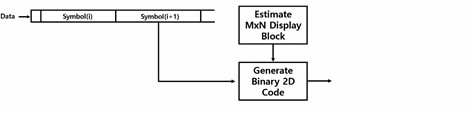 Data
Symbol(i)
Symbol(i+1)
Estimate
MxN Display
Block
Generate
Binary 2D
Code